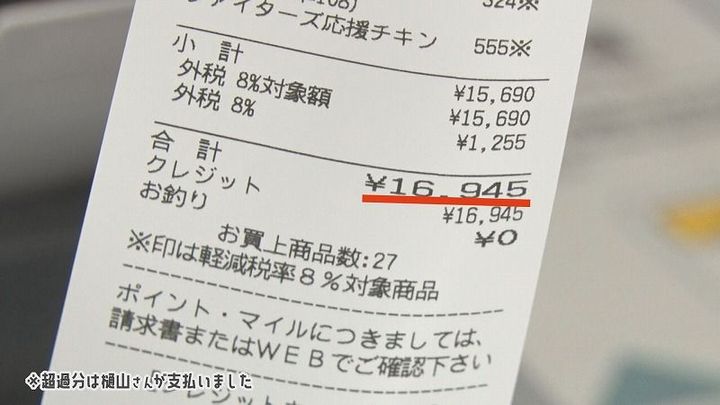 324※
ファイターズ応援チキン 555※
小 計 ¥15,690
外税 8%対象額 ¥15,690
外税 8% ¥1,255
合 計 ¥16,945
クレジット ¥16,945
お釣り ¥0
お買上商品数:27
※印は軽減税率8%対象商品
ポイント・マイルにつきましては、
請求書またはWEBでご確認下さい
※超過分は樋山さんが支払いました